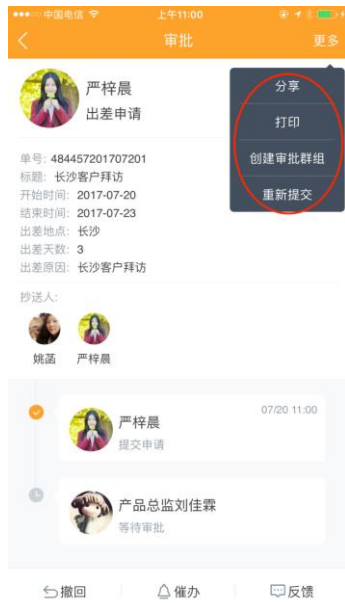 中国电信 上午11:00
审批 更多
严梓晨
出差申请
分享
打印
创建审批群组
重新提交
单号: 484457201707201
标题: 长沙客户拜访
开始时间: 2017-07-20
结束时间: 2017-07-23
出差地点: 长沙
出差天数: 3
出差原因: 长沙客户拜访
抄送人:
姚菡 严梓晨
严梓晨 07/20 11:00
提交申请
产品总监刘佳霖
等待审批
撤回 催办 反馈